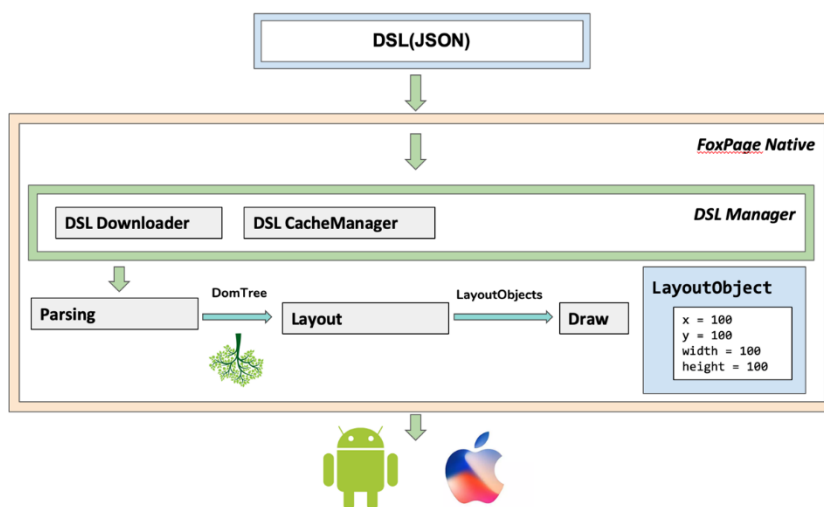 DSL(JSON)
FoxPage Native
DSL Manager
DSL Downloader
DSL CacheManager
Parsing
DomTree
Layout
LayoutObjects
Draw
LayoutObject
x = 100
y = 100
width = 100
height = 100